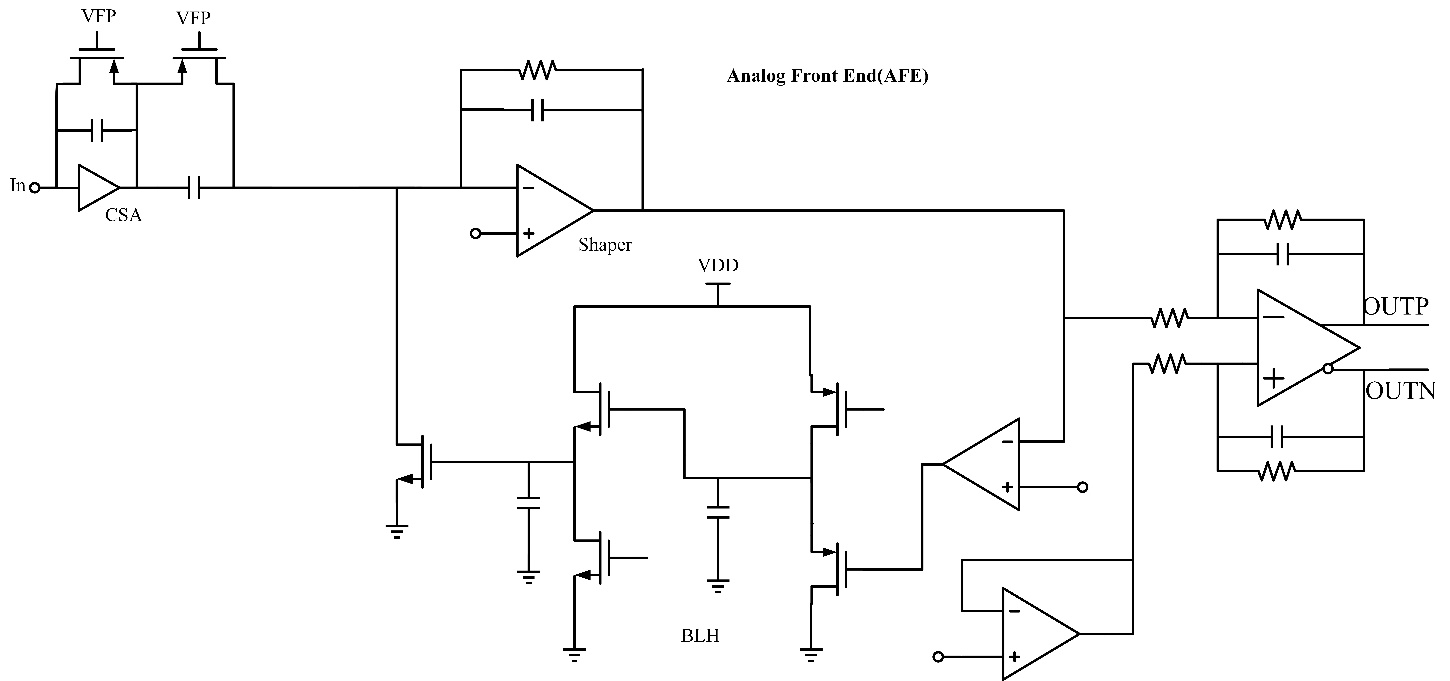 VFP
VFP
Analog Front End(AFE)
In
CSA
Shaper
VDD
OUTP
OUTN
BLH